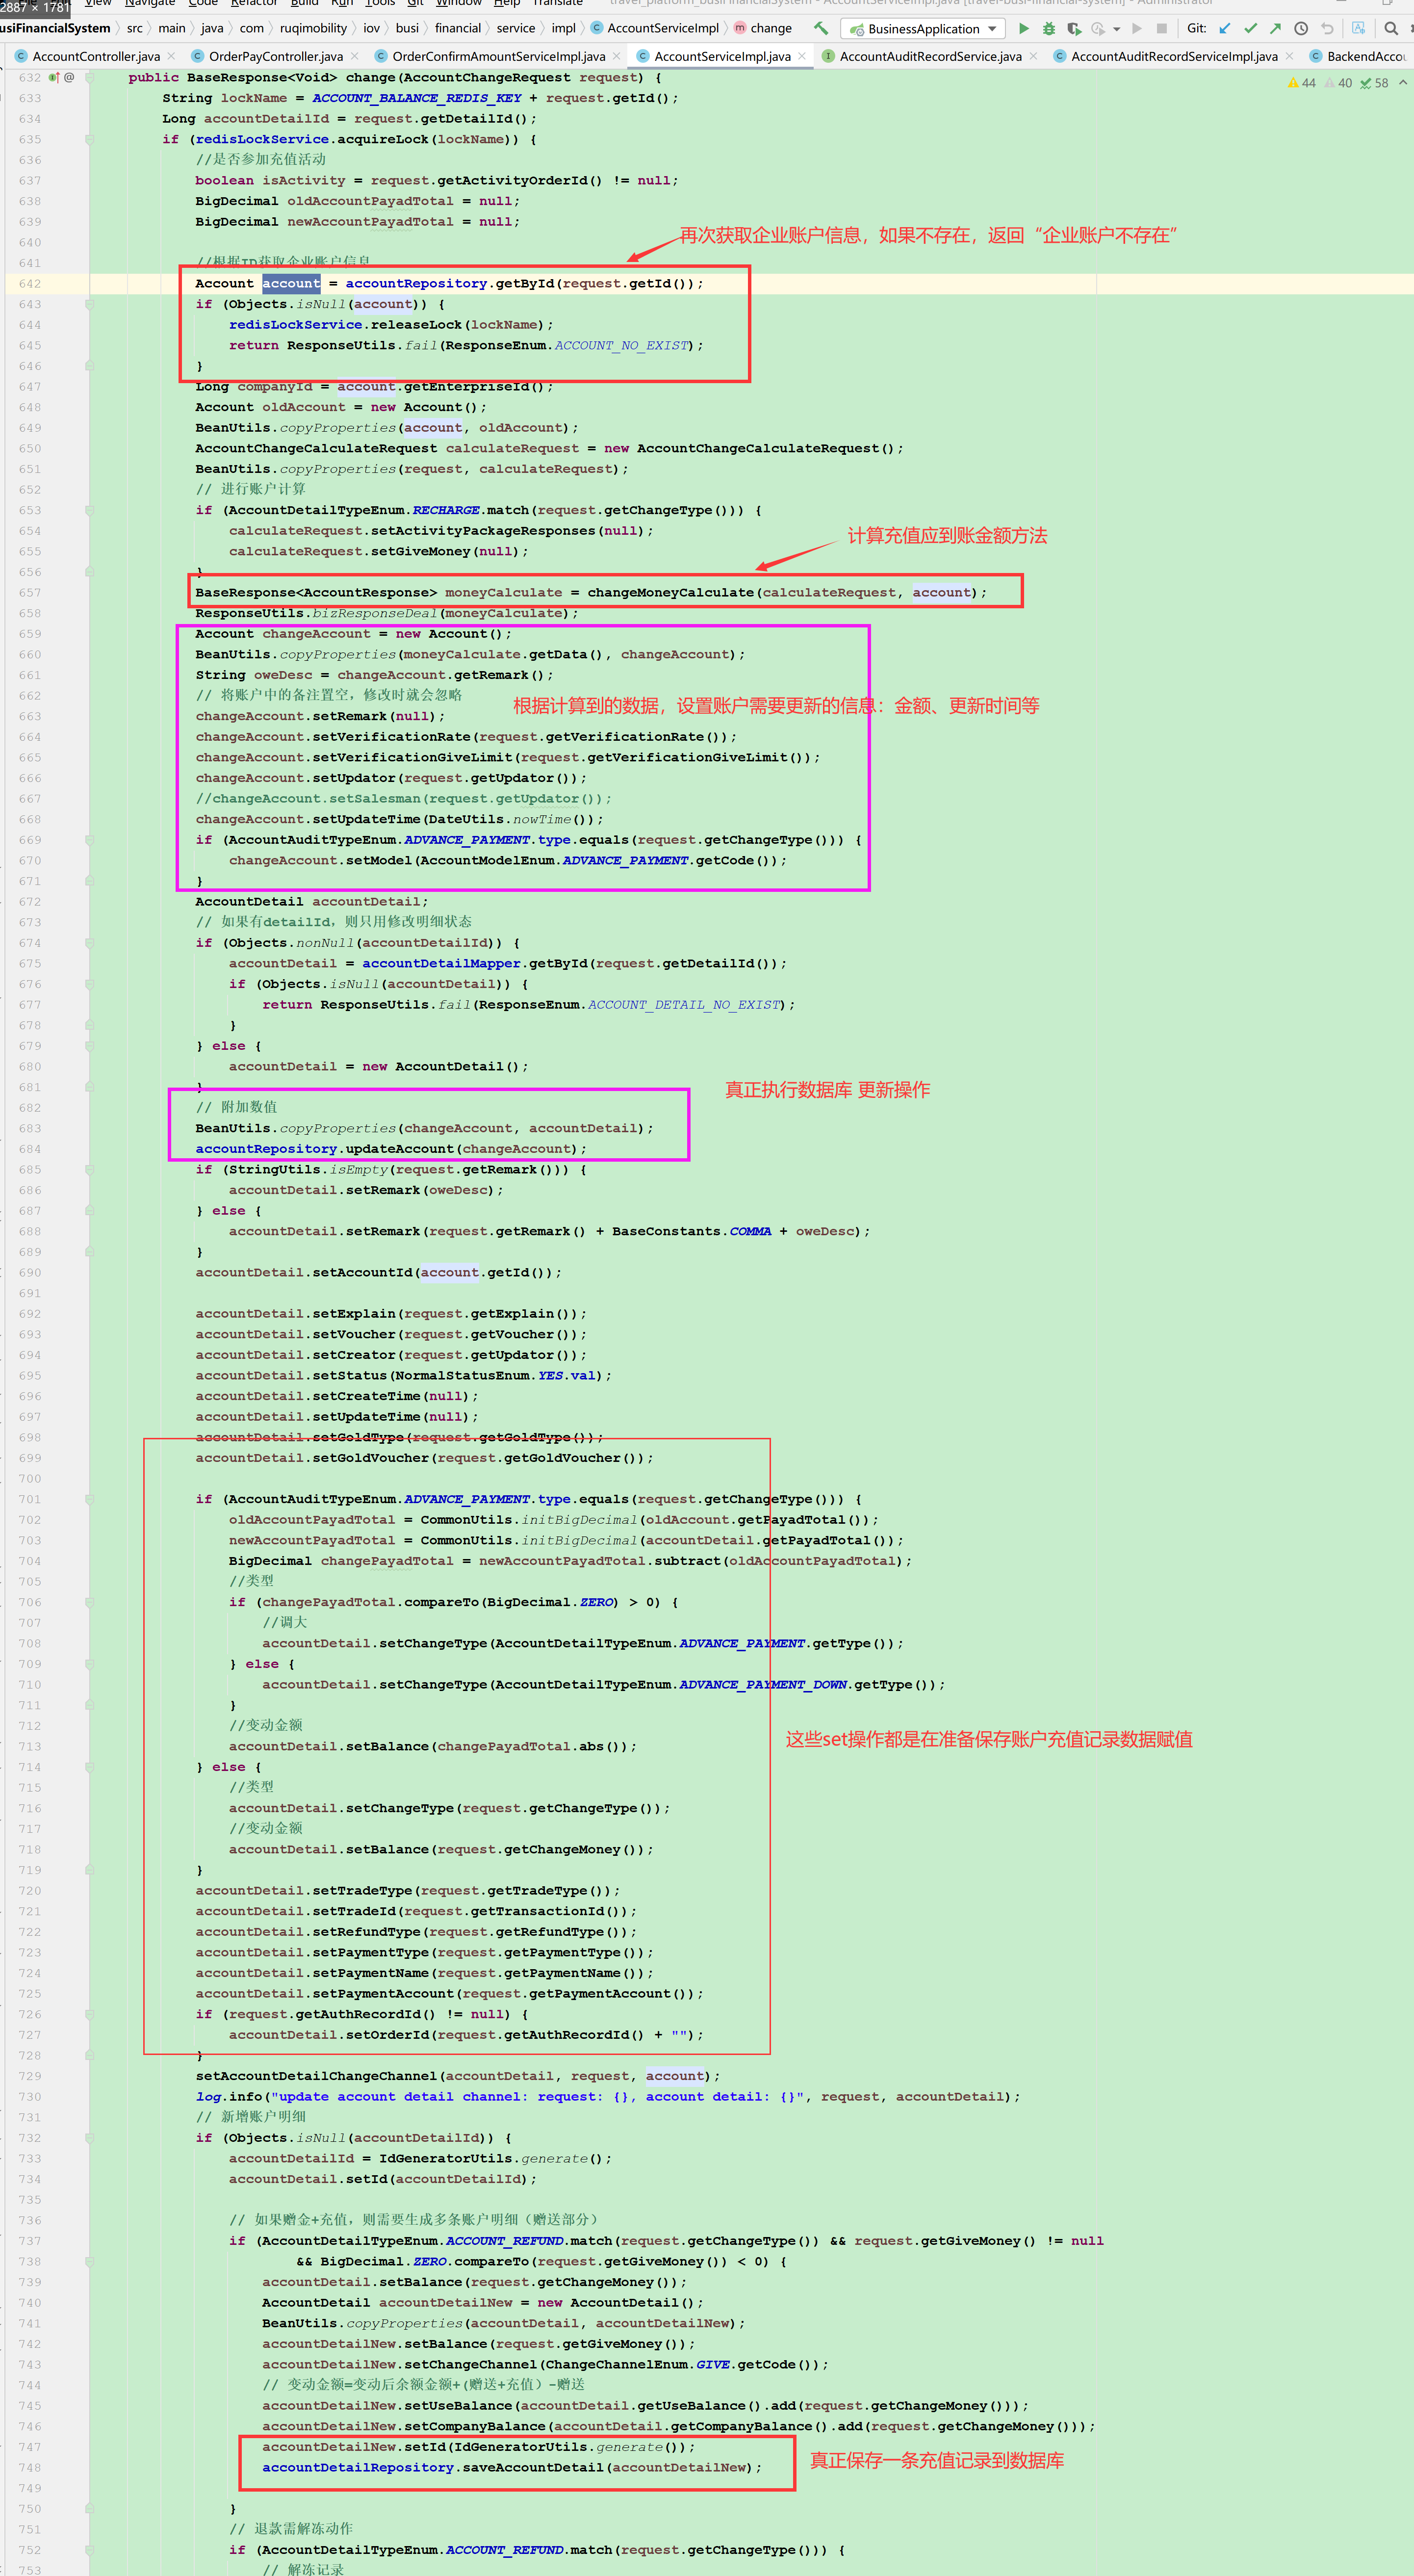 2887 × 1781
View Navigate Code Refactor Build Run Tools Git Window Help Translate
BusinessApplication
Git:
usiFinancialSystem src main java com ruqimobility iov busi financial service impl AccountServiceImpl change
AccountController.java OrderPayController.java OrderConfirmAmountServiceImpl.java AccountServiceImpl.java AccountAuditRecordService.java AccountAuditRecordServiceImpl.java BackendAccou
44 40 58
632 public BaseResponse<Void> change(AccountChangeRequest request) {
633 String lockName = ACCOUNT_BALANCE_REDIS_KEY + request.getId();
634 Long accountDetailId = request.getDetailId();
635 if (redisLockService.acquireLock(lockName)) {
636 //是否参加充值活动
637 boolean isActivity = request.getActivityOrderId() != null;
638 BigDecimal oldAccountPayadTotal = null;
639 BigDecimal newAccountPayadTotal = null;
640
再次获取企业账户信息，如果不存在，返回“企业账户不存在”
641 //根据ID获取企业账户信息
642 Account account = accountRepository.getById(request.getId());
643 if (Objects.isNull(account)) {
644 redisLockService.releaseLock(lockName);
645 return ResponseUtils.fail(ResponseEnum.ACCOUNT_NO_EXIST);
646 }
647 Long companyId = account.getEnterpriseId();
648 Account oldAccount = new Account();
649 BeanUtils.copyProperties(account, oldAccount);
650 AccountChangeCalculateRequest calculateRequest = new AccountChangeCalculateRequest();
651 BeanUtils.copyProperties(request, calculateRequest);
652 // 进行账户计算
653 if (AccountDetailTypeEnum.RECHARGE.match(request.getChangeType())) {
654 calculateRequest.setActivityPackageResponses(null);
计算充值应到账金额方法
655 calculateRequest.setGiveMoney(null);
656 }
657 BaseResponse<AccountResponse> moneyCalculate = changeMoneyCalculate(calculateRequest, account);
658 ResponseUtils.bizResponseDeal(moneyCalculate);
659 Account changeAccount = new Account();
660 BeanUtils.copyProperties(moneyCalculate.getData(), changeAccount);
661 String oweDesc = changeAccount.getRemark();
662 // 将账户中的备注置空，修改时就会忽略
根据计算到的数据，设置账户需要更新的信息：金额、更新时间等
663 changeAccount.setRemark(null);
664 changeAccount.setVerificationRate(request.getVerificationRate());
665 changeAccount.setVerificationGiveLimit(request.getVerificationGiveLimit());
666 changeAccount.setUpdator(request.getUpdator());
667 //changeAccount.setSalesman(request.getUpdator());
668 changeAccount.setUpdateTime(DateUtils.nowTime());
669 if (AccountAuditTypeEnum.ADVANCE_PAYMENT.type.equals(request.getChangeType())) {
670 changeAccount.setModel(AccountModelEnum.ADVANCE_PAYMENT.getCode());
671 }
672 AccountDetail accountDetail;
673 // 如果有detailId，则只用修改明细状态
674 if (Objects.nonNull(accountDetailId)) {
675 accountDetail = accountDetailMapper.getById(request.getDetailId());
676 if (Objects.isNull(accountDetail)) {
677 return ResponseUtils.fail(ResponseEnum.ACCOUNT_DETAIL_NO_EXIST);
678 }
679 } else {
680 accountDetail = new AccountDetail();
681 }
真正执行数据库 更新操作
682 // 附加数值
683 BeanUtils.copyProperties(changeAccount, accountDetail);
684 accountRepository.updateAccount(changeAccount);
685 if (StringUtils.isEmpty(request.getRemark())) {
686 accountDetail.setRemark(oweDesc);
687 } else {
688 accountDetail.setRemark(request.getRemark() + BaseConstants.COMMA + oweDesc);
689 }
690 accountDetail.setAccountId(account.getId());
691
692 accountDetail.setExplain(request.getExplain());
693 accountDetail.setVoucher(request.getVoucher());
694 accountDetail.setCreator(request.getUpdator());
695 accountDetail.setStatus(NormalStatusEnum.YES.val);
696 accountDetail.setCreateTime(null);
697 accountDetail.setUpdateTime(null);
698 accountDetail.setGoldType(request.getGoldType());
699 accountDetail.setGoldVoucher(request.getGoldVoucher());
700
701 if (AccountAuditTypeEnum.ADVANCE_PAYMENT.type.equals(request.getChangeType())) {
702 oldAccountPayadTotal = CommonUtils.initBigDecimal(oldAccount.getPayadTotal());
703 newAccountPayadTotal = CommonUtils.initBigDecimal(accountDetail.getPayadTotal());
704 BigDecimal changePayadTotal = newAccountPayadTotal.subtract(oldAccountPayadTotal);
705 //类型
706 if (changePayadTotal.compareTo(BigDecimal.ZERO) > 0) {
707 //调大
708 accountDetail.setChangeType(AccountDetailTypeEnum.ADVANCE_PAYMENT.getType());
709 } else {
710 accountDetail.setChangeType(AccountDetailTypeEnum.ADVANCE_PAYMENT_DOWN.getType());
711 }
712 //变动金额
这些set操作都是在准备保存账户充值记录数据赋值
713 accountDetail.setBalance(changePayadTotal.abs());
714 } else {
715 //类型
716 accountDetail.setChangeType(request.getChangeType());
717 //变动金额
718 accountDetail.setBalance(request.getChangeMoney());
719 }
720 accountDetail.setTradeType(request.getTradeType());
721 accountDetail.setTradeId(request.getTransactionId());
722 accountDetail.setRefundType(request.getRefundType());
723 accountDetail.setPaymentType(request.getPaymentType());
724 accountDetail.setPaymentName(request.getPaymentName());
725 accountDetail.setPaymentAccount(request.getPaymentAccount());
726 if (request.getAuthRecordId() != null) {
727 accountDetail.setOrderId(request.getAuthRecordId() + "");
728 }
729 setAccountDetailChangeChannel(accountDetail, request, account);
730 log.info("update account detail channel: request: {}, account detail: {}", request, accountDetail);
731 // 新增账户明细
732 if (Objects.isNull(accountDetailId)) {
733 accountDetailId = IdGeneratorUtils.generate();
734 accountDetail.setId(accountDetailId);
735
736 // 如果赠金+充值，则需要生成多条账户明细（赠送部分）
737 if (AccountDetailTypeEnum.ACCOUNT_REFUND.match(request.getChangeType()) && request.getGiveMoney() != null
738 && BigDecimal.ZERO.compareTo(request.getGiveMoney()) < 0) {
739 accountDetail.setBalance(request.getChangeMoney());
740 AccountDetail accountDetailNew = new AccountDetail();
741 BeanUtils.copyProperties(accountDetail, accountDetailNew);
742 accountDetailNew.setBalance(request.getGiveMoney());
743 accountDetailNew.setChangeChannel(ChangeChannelEnum.GIVE.getCode());
744 // 变动金额=变动后余额金额+(赠送+充值）-赠送
745 accountDetailNew.setUseBalance(accountDetail.getUseBalance().add(request.getChangeMoney()));
746 accountDetailNew.setCompanyBalance(accountDetail.getCompanyBalance().add(request.getChangeMoney()));
747 accountDetailNew.setId(IdGeneratorUtils.generate());
真正保存一条充值记录到数据库
748 accountDetailRepository.saveAccountDetail(accountDetailNew);
749
750 }
751 // 退款需解冻动作
752 if (AccountDetailTypeEnum.ACCOUNT_REFUND.match(request.getChangeType())) {
753 // 解冻记录